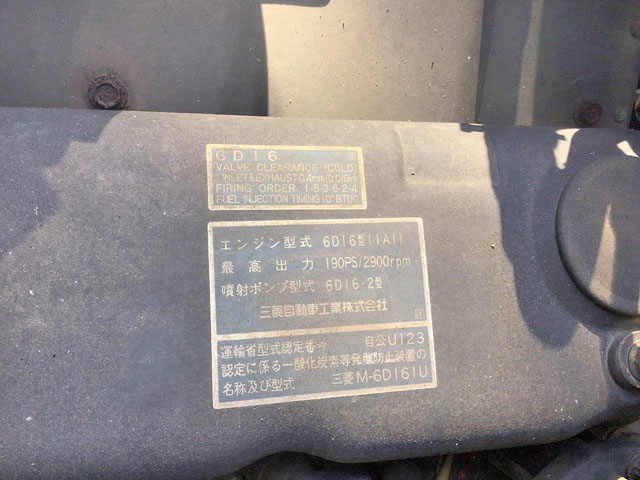 6D16
VALVE CLEARANCE (COLD)
INLET&EXHAUST 0.4mm(0.016in)
FIRING ORDER 1-5-3-6-2-4
FUEL INJECTION TIMING 10°BTDC
エンジン型式 6D16型(1A1)
最高出力 190PS/2900rpm
噴射ポンプ型式 6D16-2型
三菱自動車工業株式会社
運輸省型式認定番号 自公U123
認定に係る一酸化炭素等発散防止装置の
名称及び型式 三菱M-6D161U